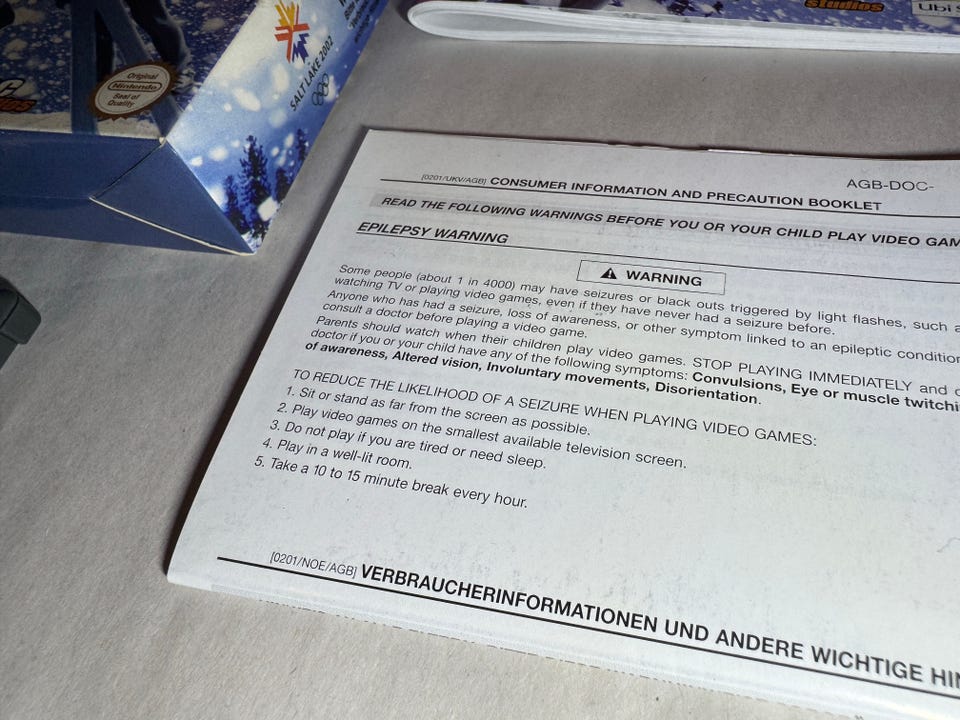 Original
Nintendo
Seal of
Quality
SALT LAKE 2002
studios
Ubi S
AGB-DOC-
[0201/UKV/AGB] CONSUMER INFORMATION AND PRECAUTION BOOKLET
READ THE FOLLOWING WARNINGS BEFORE YOU OR YOUR CHILD PLAY VIDEO GAM
EPILEPSY WARNING
WARNING
Some people (about 1 in 4000) may have seizures or black outs triggered by light flashes, such a
watching TV or playing video games, even if they have never had a seizure before.
Anyone who has had a seizure, loss of awareness, or other symptom linked to an epileptic condition
consult a doctor before playing a video game.
Parents should watch when their children play video games. STOP PLAYING IMMEDIATELY and c
doctor if you or your child have any of the following symptoms: Convulsions, Eye or muscle twitchi
of awareness, Altered vision, Involuntary movements, Disorientation.
TO REDUCE THE LIKELIHOOD OF A SEIZURE WHEN PLAYING VIDEO GAMES:
1. Sit or stand as far from the screen as possible.
2. Play video games on the smallest available television screen.
3. Do not play if you are tired or need sleep.
4. Play in a well-lit room.
5. Take a 10 to 15 minute break every hour.
[0201/NOE/AGB] VERBRAUCHERINFORMATIONEN UND ANDERE WICHTIGE HIN